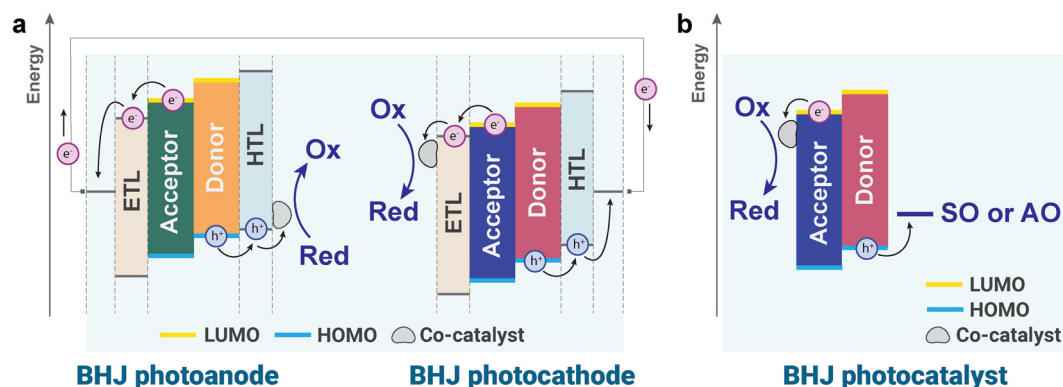 a
Energy
e⁻
ETL
e⁻
Acceptor
e⁻
Donor
HTL
h⁺
h⁺
Ox
Red
Ox
Red
ETL
e⁻
Acceptor
e⁻
Donor
h⁺
HTL
h⁺
e⁻
LUMO
HOMO
Co-catalyst
BHJ photoanode
BHJ photocathode
b
Energy
Ox
Red
e⁻
Acceptor
Donor
h⁺
SO or AO
LUMO
HOMO
Co-catalyst
BHJ photocatalyst